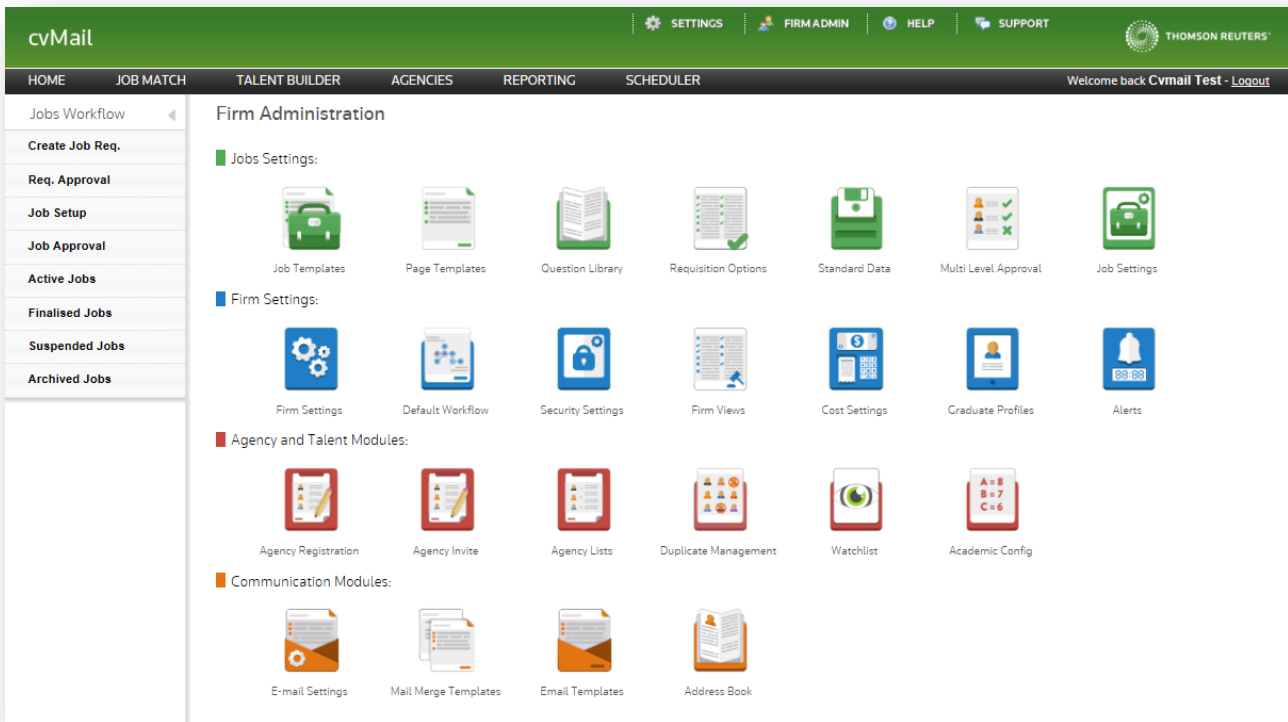 SETTINGS FIRM ADMIN HELP SUPPORT
cvMail
THOMSON REUTERS
HOME JOB MATCH TALENT BUILDER AGENCIES REPORTING SCHEDULER Welcome back Cvmail Test - Logout
Jobs Workflow
Create Job Req.
Req. Approval
Job Setup
Job Approval
Active Jobs
Finalised Jobs
Suspended Jobs
Archived Jobs
Firm Administration
Jobs Settings:
Job Templates Page Templates Question Library Requisition Options Standard Data Multi Level Approval Job Settings
Firm Settings:
88:88
Firm Settings Default Workflow Security Settings Firm Views Cost Settings Graduate Profiles Alerts
Agency and Talent Modules:
A = 8
B = 7
C = 6
Agency Registration Agency Invite Agency Lists Duplicate Management Watchlist Academic Config
Communication Modules:
E-mail Settings Mail Merge Templates Email Templates Address Book